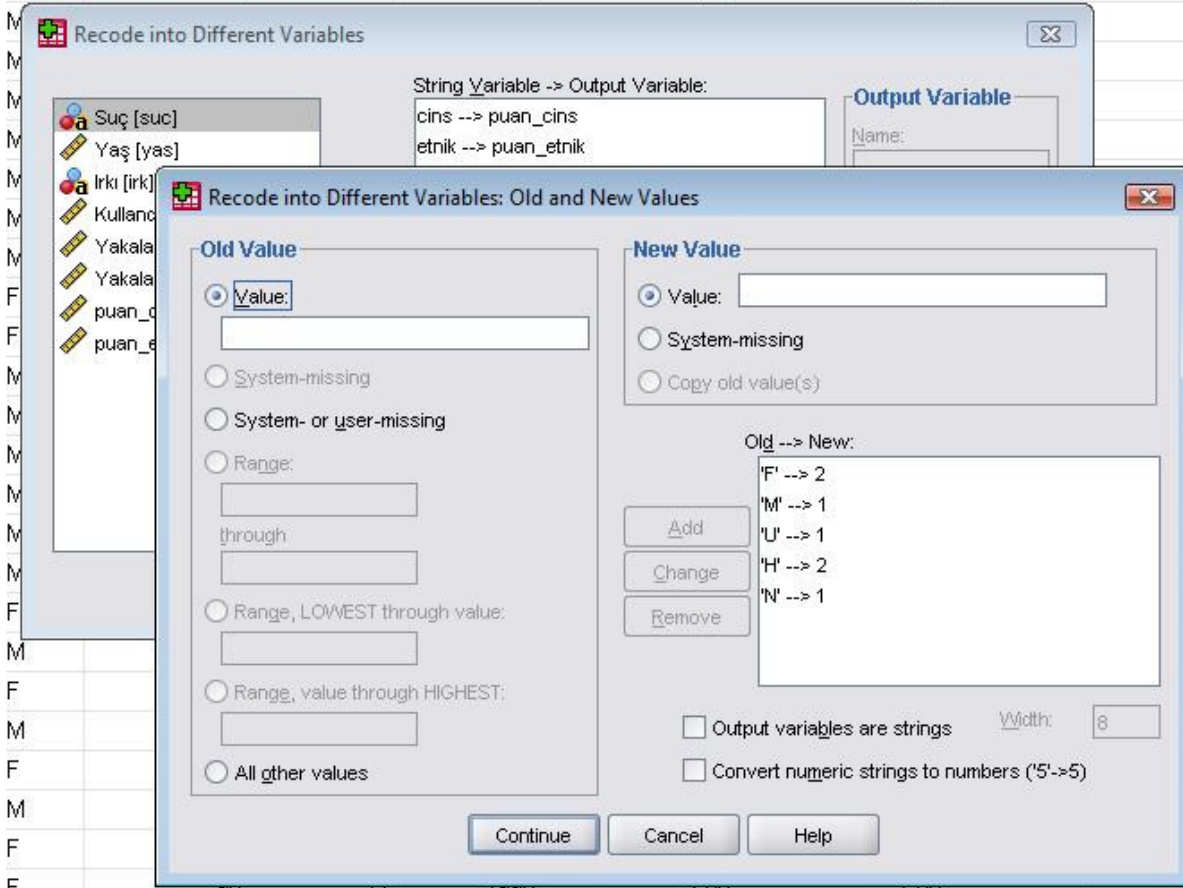 M
Recode into Different Variables
M
M
M
M
M
M
F
F
M
M
M
M
M
M
F
M
F
M
F
M
F
F
String Variable -> Output Variable:
cins --> puan_cins
etnik --> puan_etnik
Output Variable
Name:
Suç [suc]
Yaş [yas]
Irkı [irk]
Kullanc
Yakala
Yakala
puan_c
puan_e
Recode into Different Variables: Old and New Values
Old Value
Value:
System-missing
System- or user-missing
Range:
through
Range, LOWEST through value:
Range, value through HIGHEST:
All other values
New Value
Value:
System-missing
Copy old value(s)
Old --> New:
'F' --> 2
'M' --> 1
'U' --> 1
'H' --> 2
'N' --> 1
Add
Change
Remove
Output variables are strings
Width:
8
Convert numeric strings to numbers ('5'->5)
Continue
Cancel
Help